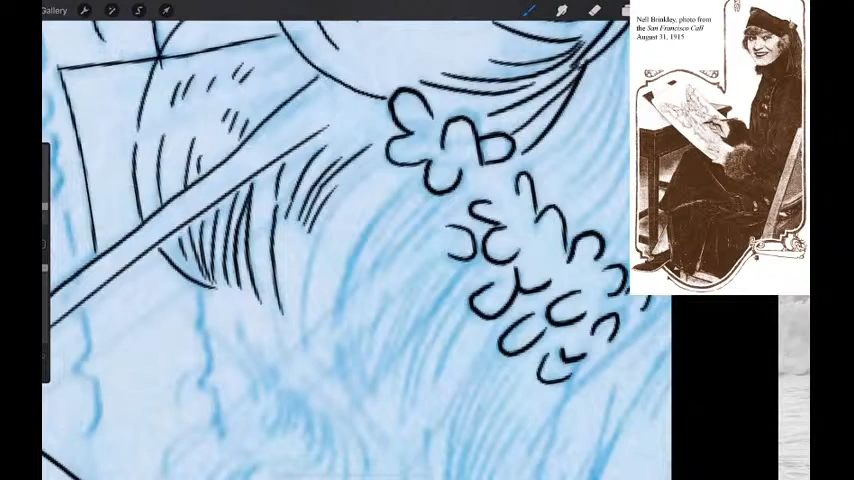 Gallery
Nell Brinkley, photo from
the San Francisco Call
August 31, 1915